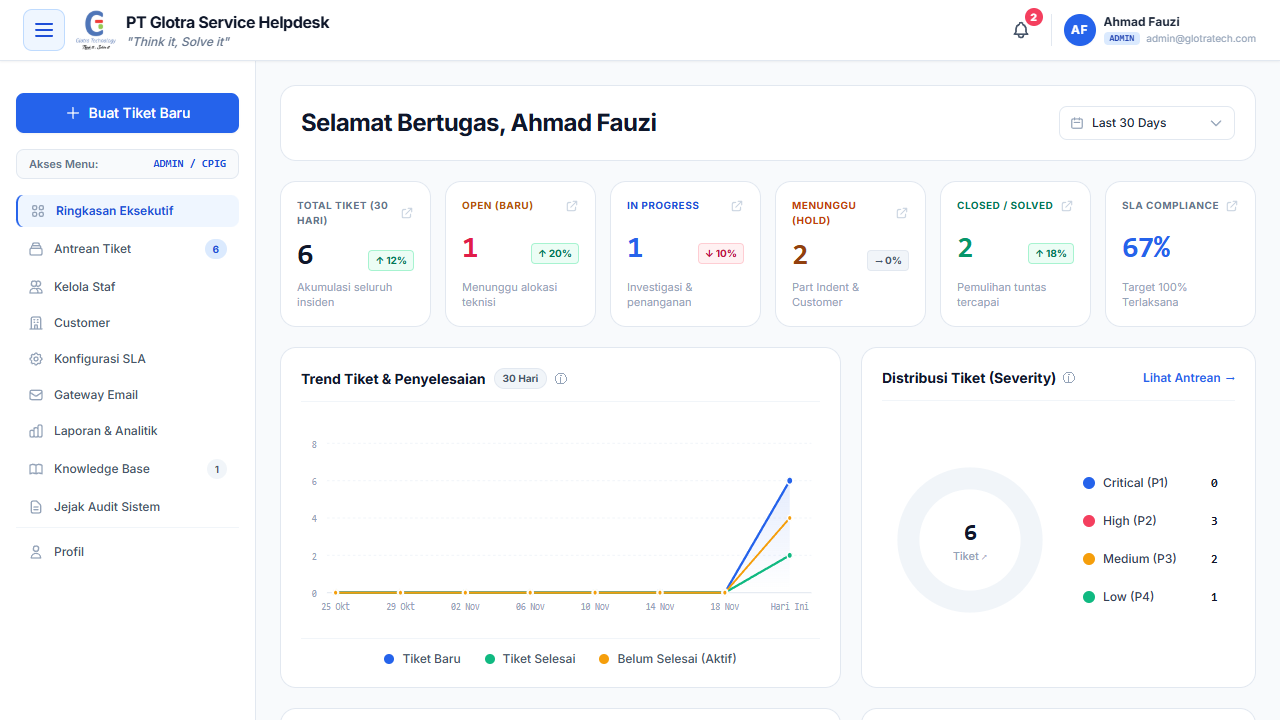 PT Glotra Service Helpdesk
"Think it, Solve it"
2
AF
Ahmad Fauzi
ADMIN
admin@glotratech.com
Buat Tiket Baru
Akses Menu:
ADMIN / CPIG
Ringkasan Eksekutif
Antrean Tiket
6
Kelola Staf
Customer
Konfigurasi SLA
Gateway Email
Laporan & Analitik
Knowledge Base
1
Jejak Audit Sistem
Profil
Selamat Bertugas, Ahmad Fauzi
Last 30 Days
TOTAL TIKET (30
HARI)
6
↑ 12%
Akumulasi seluruh
insiden
OPEN (BARU)
1
↑ 20%
Menunggu alokasi
teknisi
IN PROGRESS
1
↓ 10%
Investigasi &
penanganan
MENUNGGU
(HOLD)
2
→ 0%
Part Indent &
Customer
CLOSED / SOLVED
2
↑ 18%
Pemulihan tuntas
tercapai
SLA COMPLIANCE
67%
Target 100%
Terlaksana
Trend Tiket & Penyelesaian
30 Hari
8
6
4
2
0
25 Okt
29 Okt
02 Nov
06 Nov
10 Nov
14 Nov
18 Nov
Hari Ini
Tiket Baru
Tiket Selesai
Belum Selesai (Aktif)
Distribusi Tiket (Severity)
Lihat Antrean →
6
Tiket ↗
Critical (P1)
0
High (P2)
3
Medium (P3)
2
Low (P4)
1